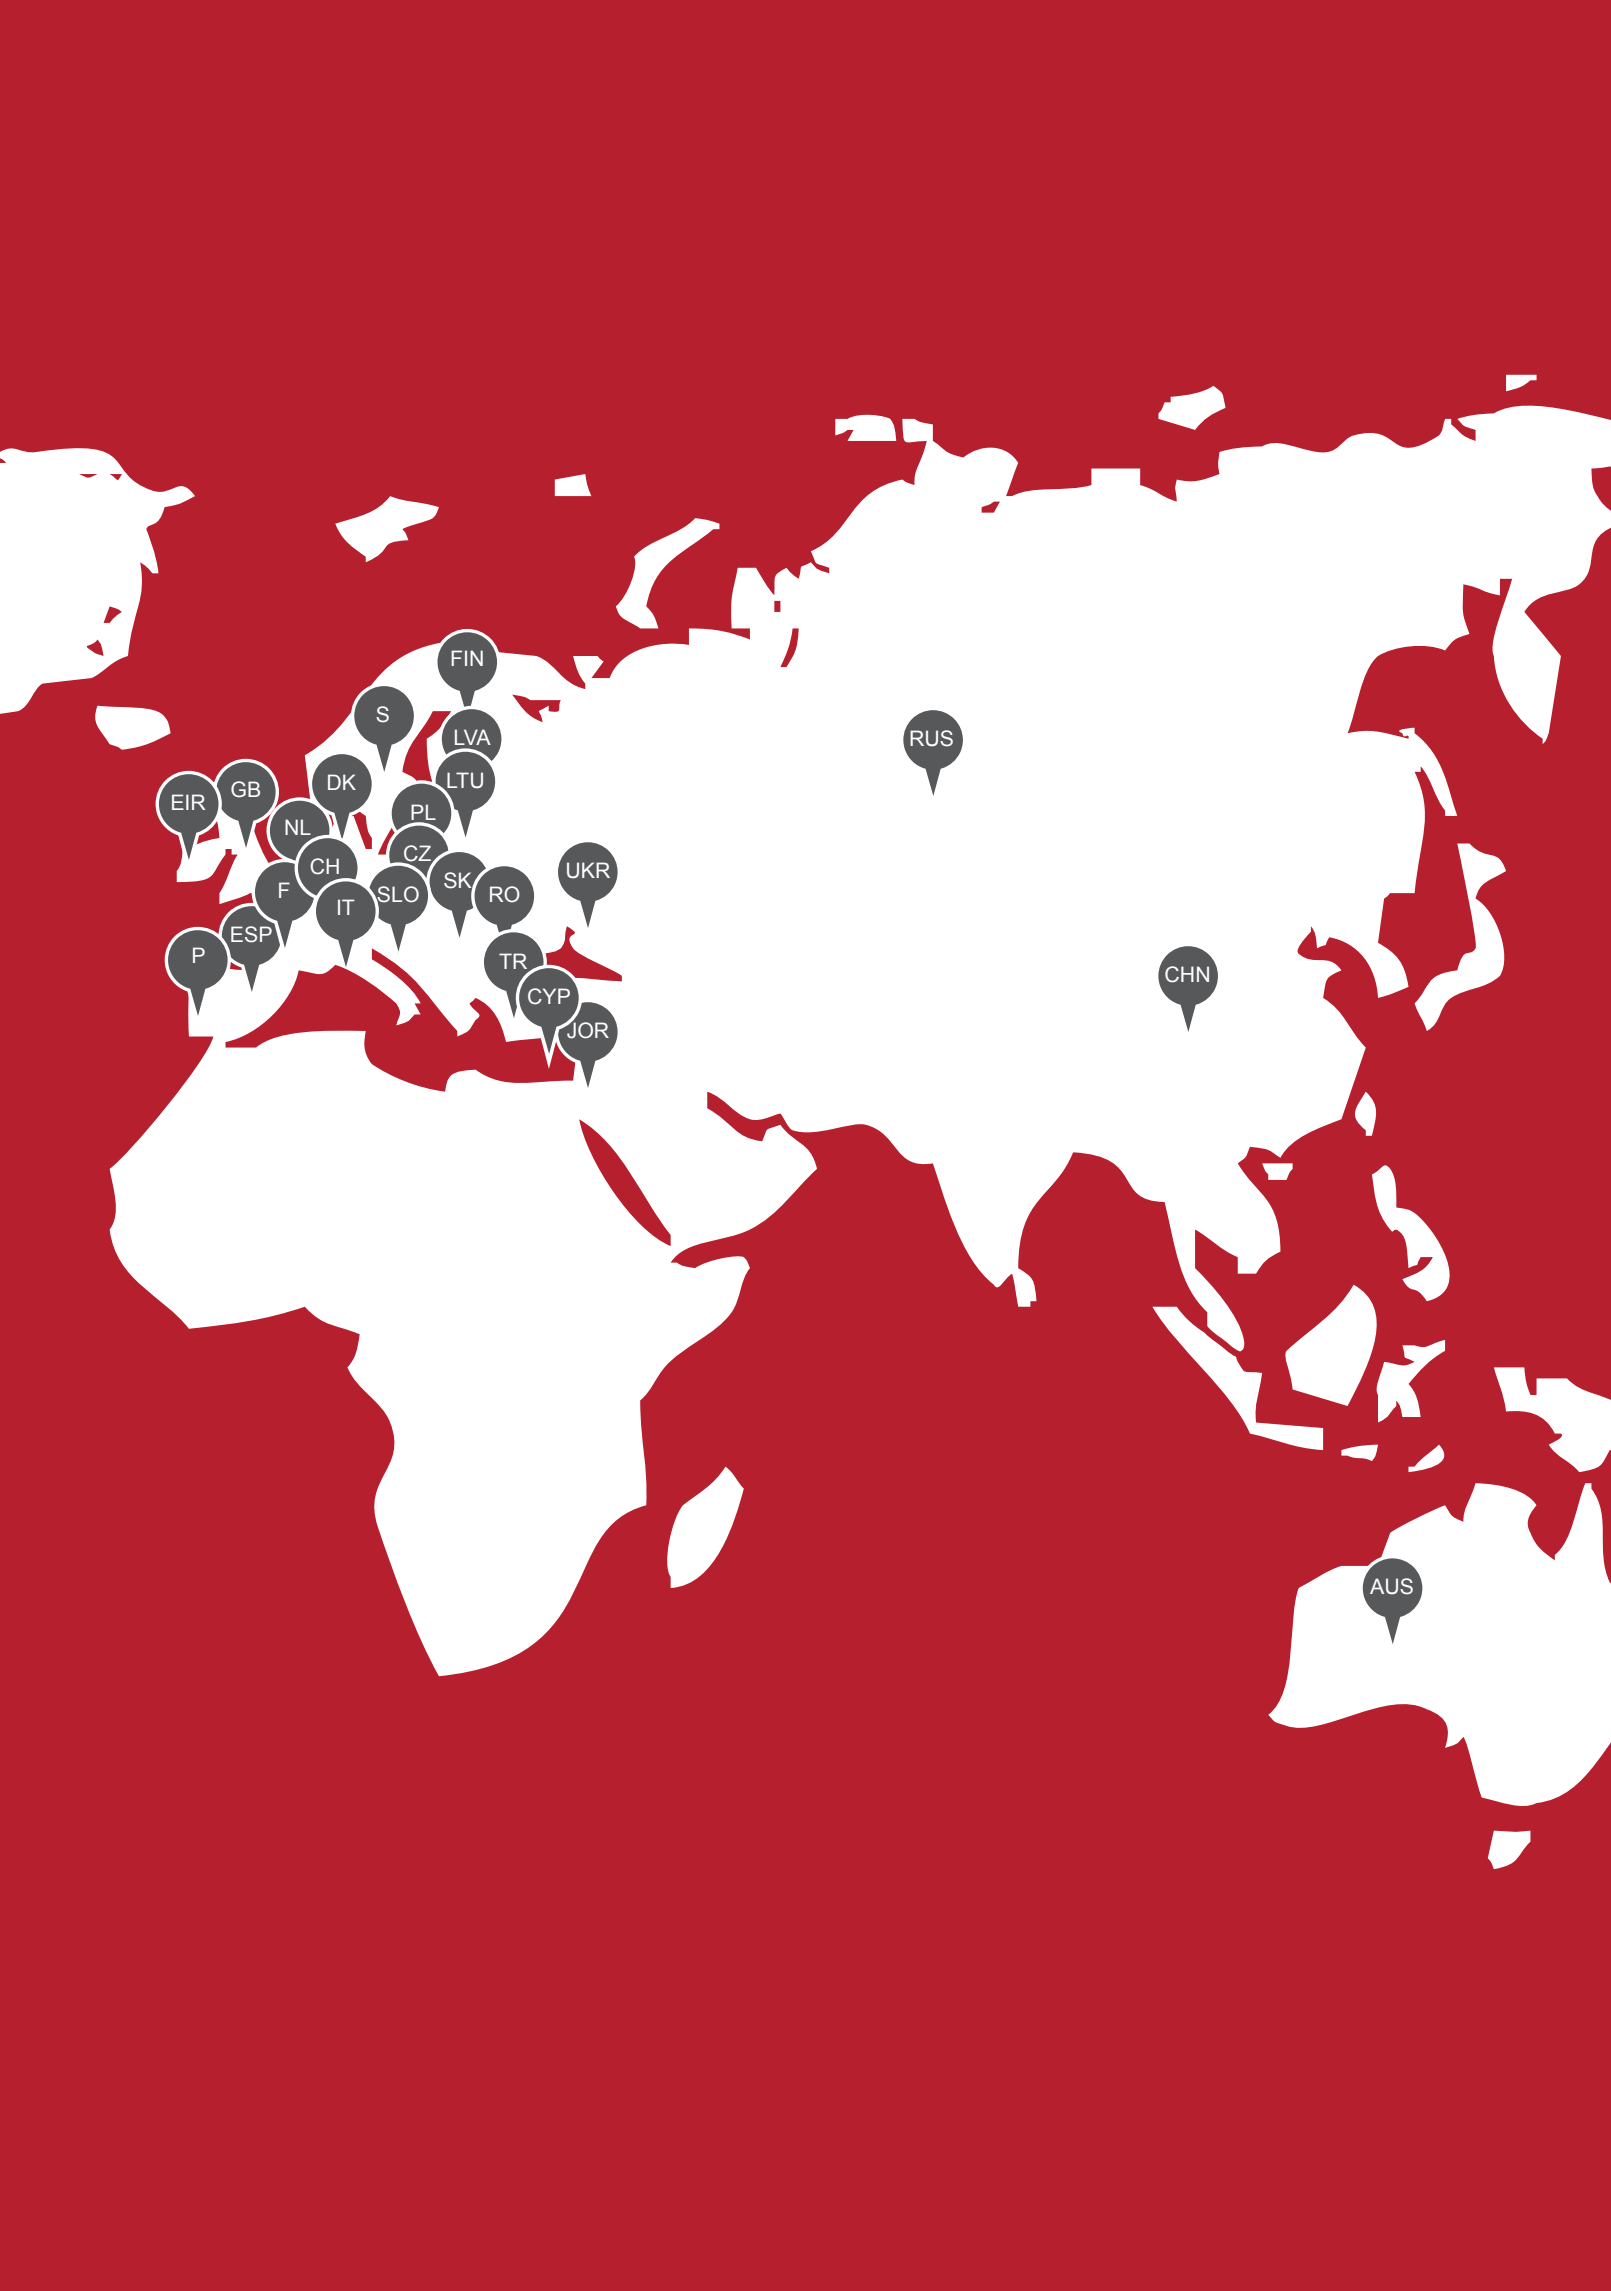 FIN
S
LVA
RUS
LTU
DK
GB
EIR
PL
NL
CZ
CH
UKR
SK
F
SLO
RO
IT
ESP
P
TR
CHN
CYP
JOR
AUS